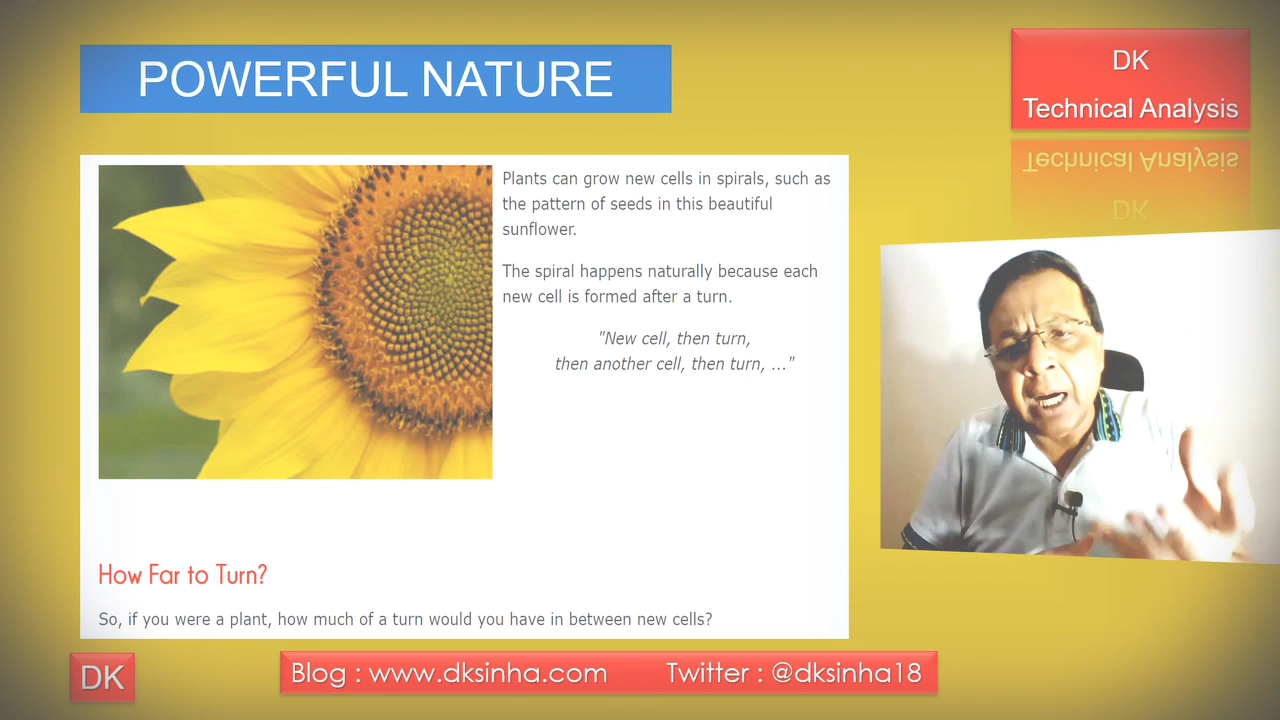 POWERFUL NATURE
DK
Technical Analysis
Technical Analysis
DK
Plants can grow new cells in spirals, such as
the pattern of seeds in this beautiful
sunflower.
The spiral happens naturally because each
new cell is formed after a turn.
"New cell, then turn,
then another cell, then turn, ..."
How Far to Turn?
So, if you were a plant, how much of a turn would you have in between new cells?
DK
Blog : www.dksinha.com Twitter : @dksinha18